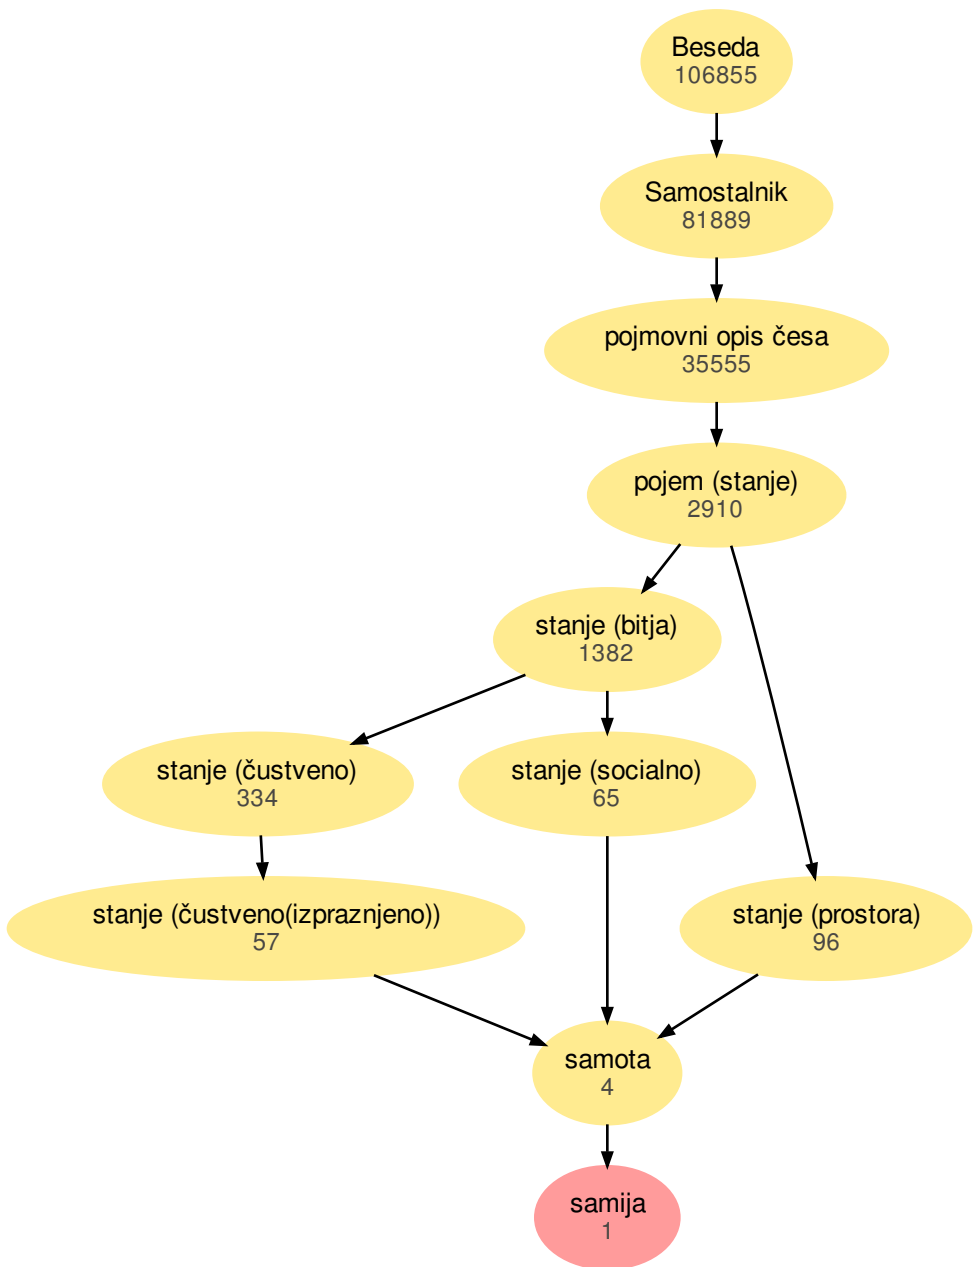 Beseda
106855
Samostalnik
81889
pojmovni opis česa
35555
pojem (stanje)
2910
stanje (bitja)
1382
stanje (čustveno)
334
stanje (socialno)
65
stanje (čustveno(izpraznjeno))
57
stanje (prostora)
96
samota
4
samija
1